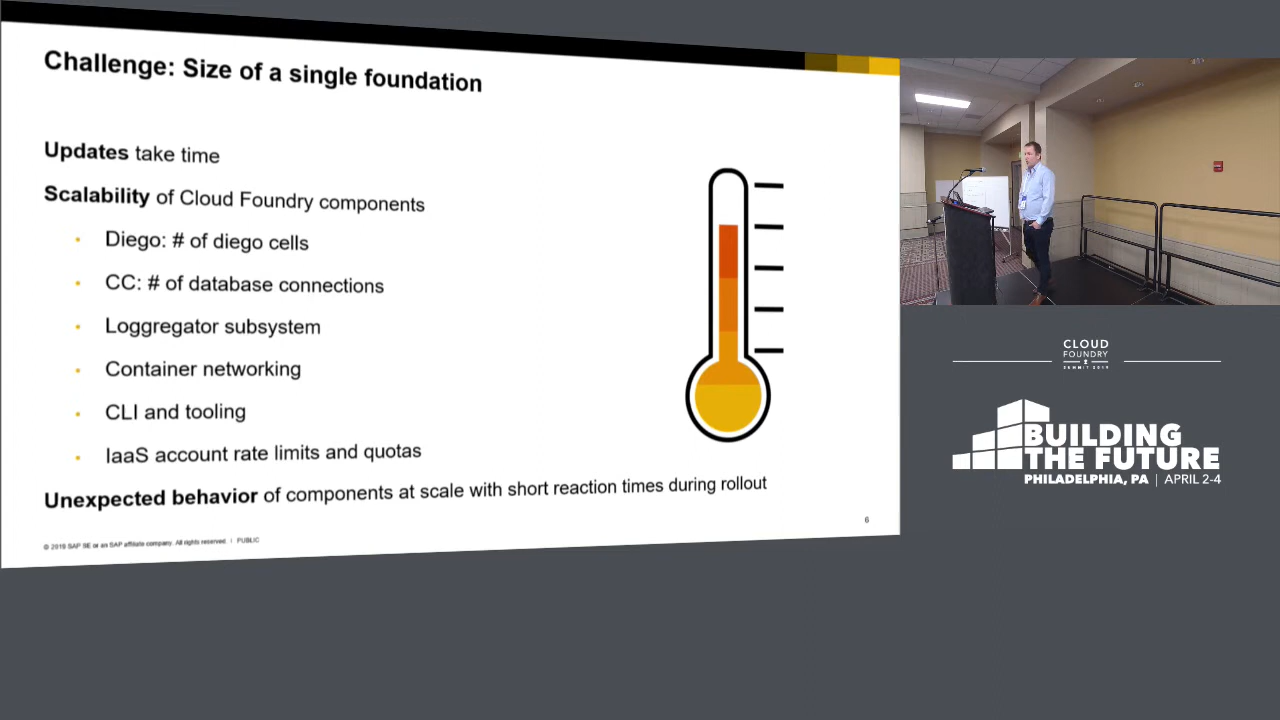 Challenge: Size of a single foundation
Updates take time
Scalability of Cloud Foundry components
• Diego: # of diego cells
• CC: # of database connections
• Loggregator subsystem
• Container networking
• CLI and tooling
• IaaS account rate limits and quotas
Unexpected behavior of components at scale with short reaction times during rollout
6
© 2019 SAP SE or an SAP affiliate company. All rights reserved. | PUBLIC
CLOUD
FOUNDRY
SUMMIT 2019
BUILDING
THE FUTURE
PHILADELPHIA, PA | APRIL 2-4